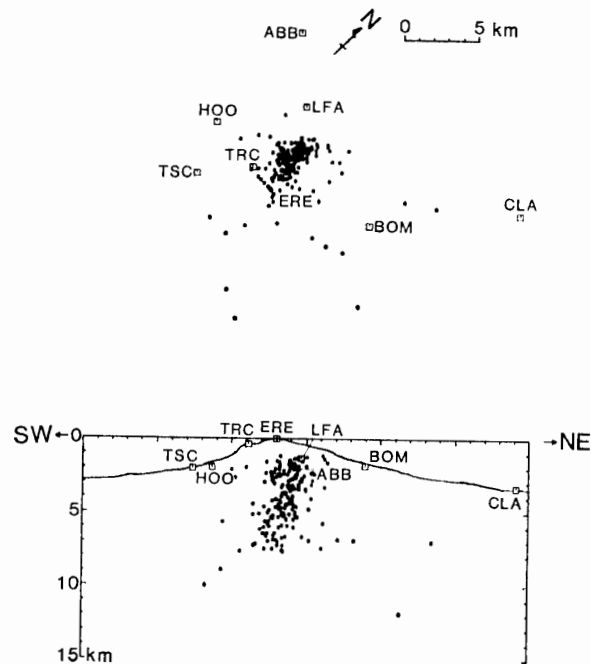 N
ABB
0 5 km
HOO
LFA
TRC
TSC
ERE
CLA
BOM
SW 0 TRC ERE LFA NE
TSC BOM
HOO ABB
CLA
5
10
15 km